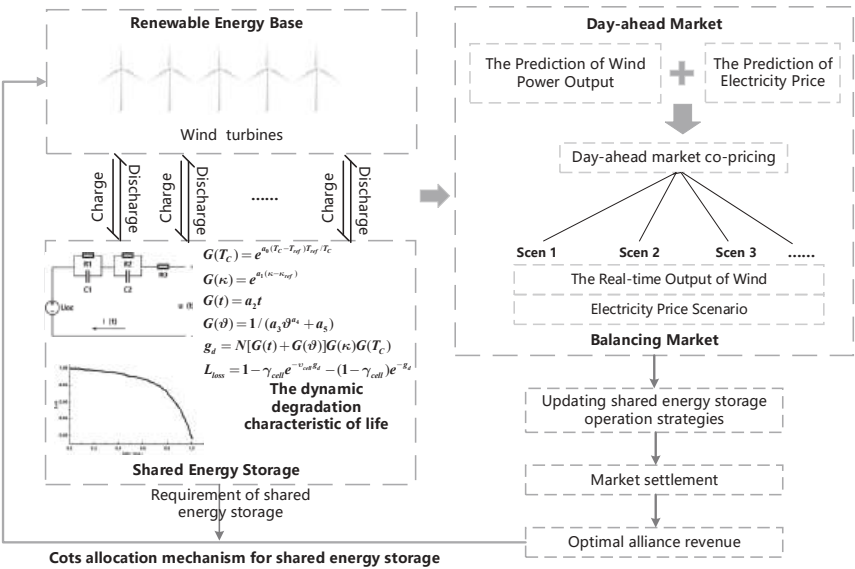 Renewable Energy Base
Wind turbines
Charge
Discharge
Charge
Discharge
......
Charge
Discharge
R1
R2
R3
C1
C2
Uoc
i (t)
u (t)
G(T_C) = e^{a_0(T_C−T_ref)T_ref/T_C}
G(κ) = e^{a_1(κ−κ_ref)}
G(t) = a_2t
G(ϑ) = 1/(a_3ϑ^{a_4} + a_5)
g_d = N[G(t) + G(ϑ)]G(κ)G(T_C)
L_loss = 1 − γ_cell e^{−υ_cell g_d} − (1 − γ_cell)e^{−g_d}
The dynamic
degradation
characteristic of life
Shared Energy Storage
Requirement of shared
energy storage
Cots allocation mechanism for shared energy storage
Day-ahead Market
The Prediction of Wind
Power Output
The Prediction of
Electricity Price
Day-ahead market co-pricing
Scen 1
Scen 2
Scen 3
......
The Real-time Output of Wind
Electricity Price Scenario
Balancing Market
Updating shared energy storage
operation strategies
Market settlement
Optimal alliance revenue